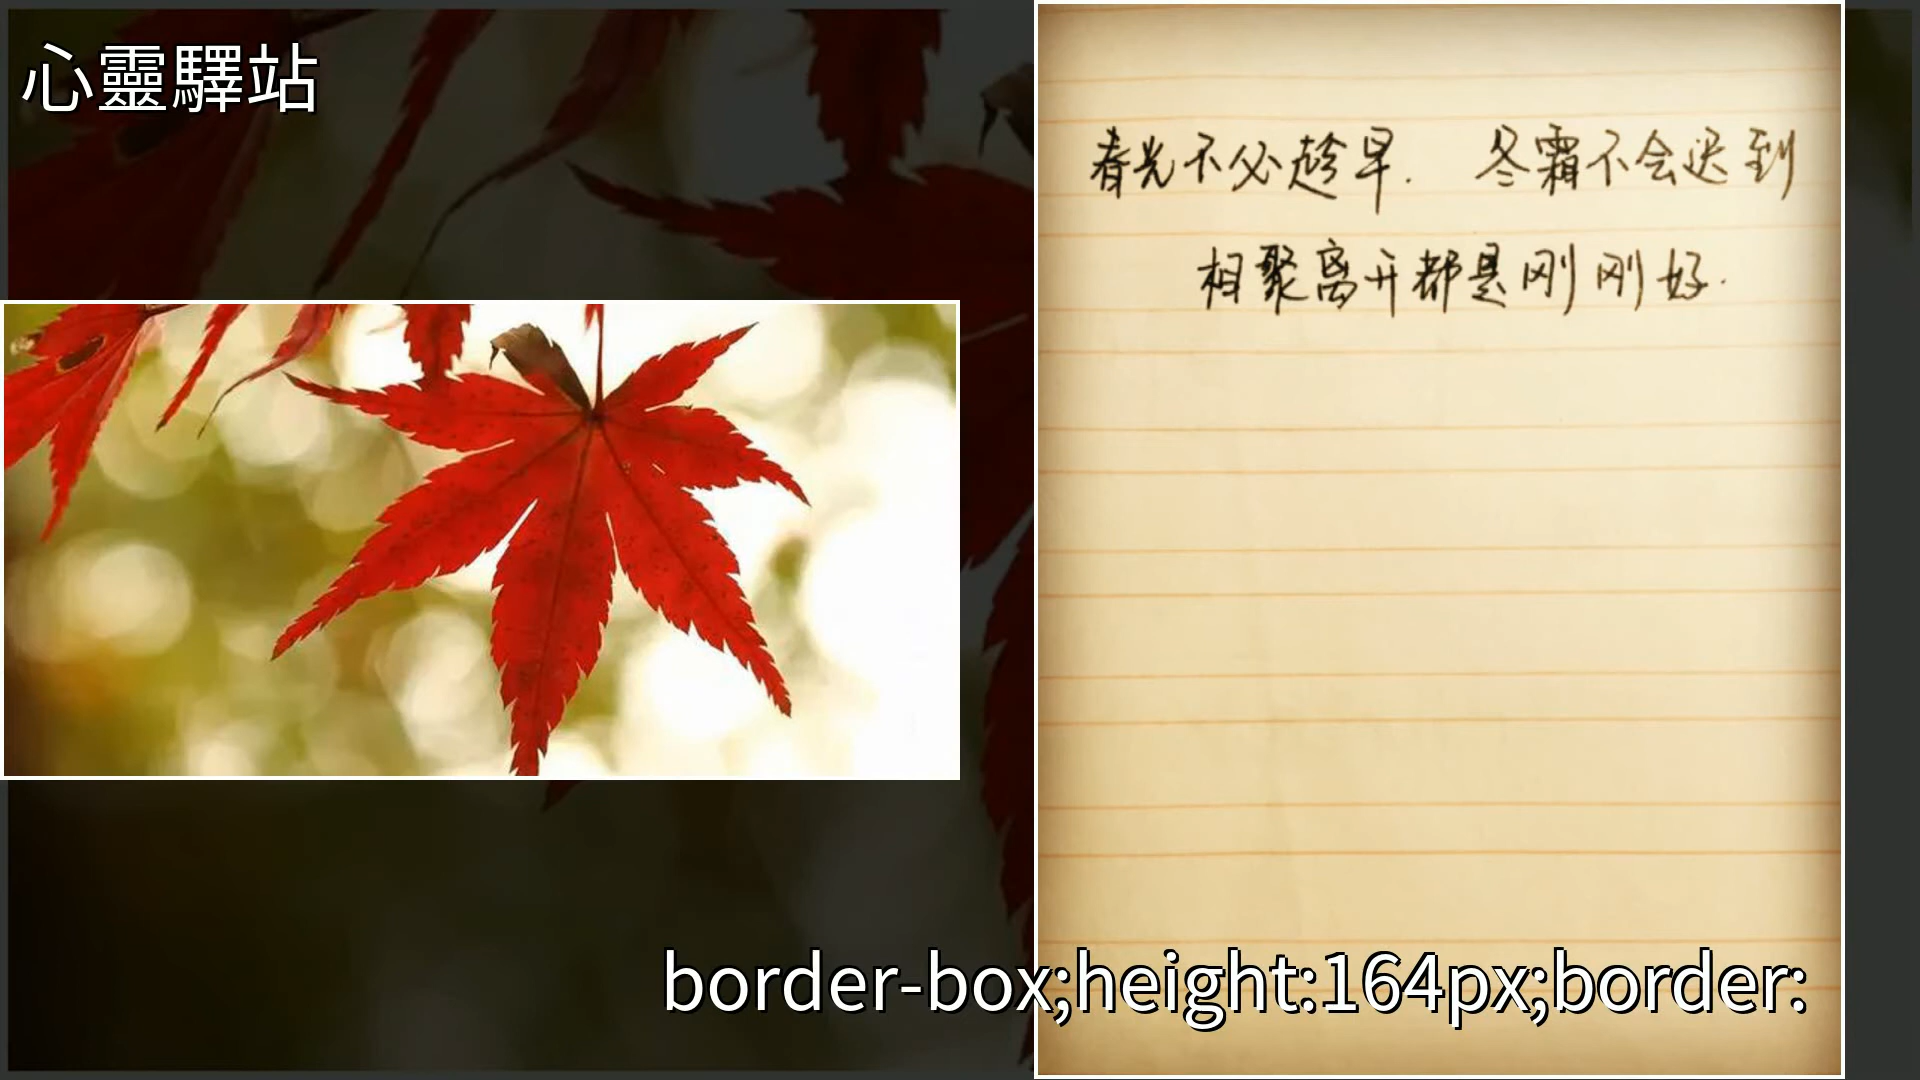 心靈驛站
春光不必趁早. 冬霜不会迟到
相聚离开都是刚刚好.
border-box;height:164px;border: